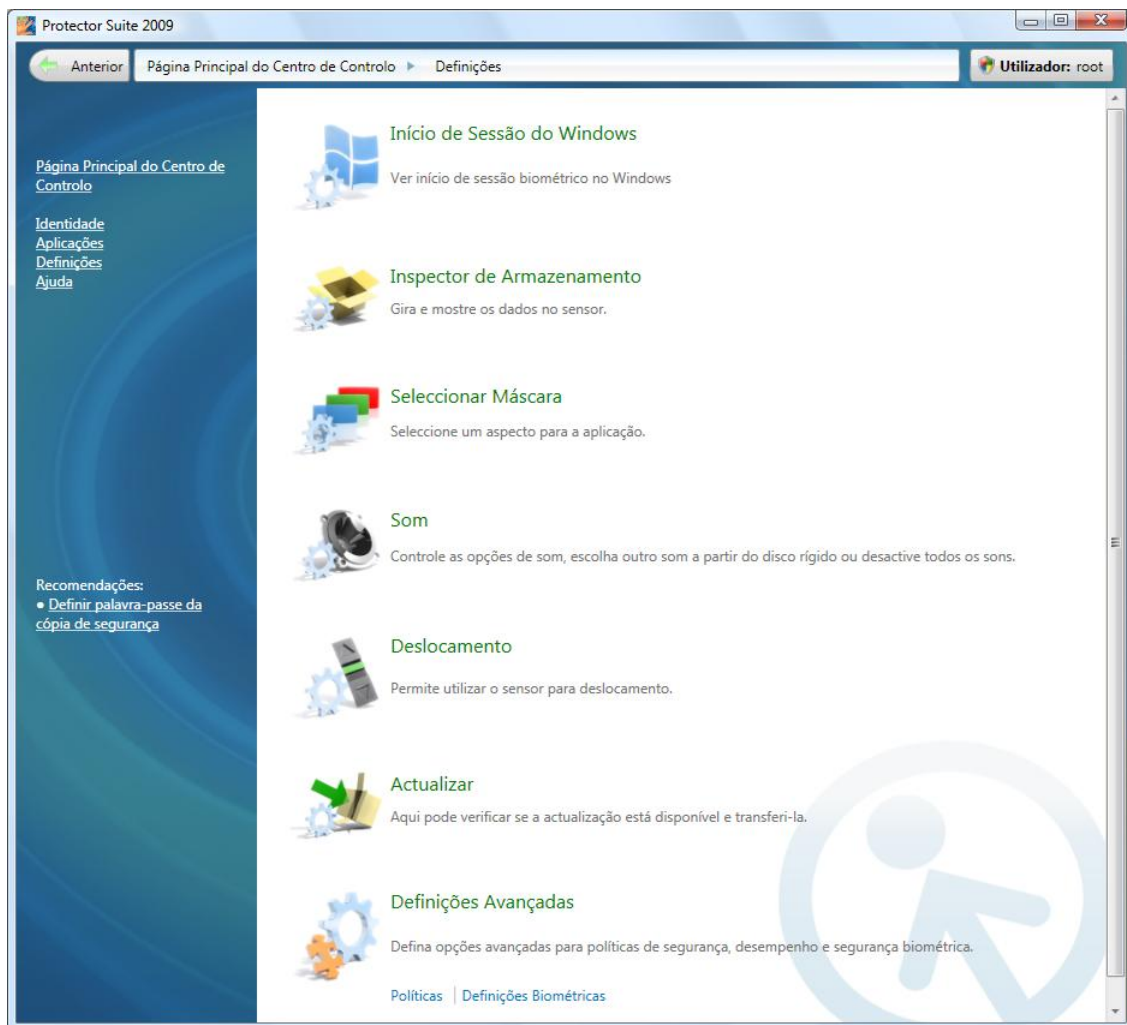 Protector Suite 2009
Anterior
Página Principal do Centro de Controlo
Definições
Utilizador: root
Página Principal do Centro de
Controlo
Identidade
Aplicações
Definições
Ajuda
Recomendações:
• Definir palavra-passe da
cópia de segurança
Início de Sessão do Windows
Ver início de sessão biométrico no Windows
Inspector de Armazenamento
Gira e mostre os dados no sensor.
Seleccionar Máscara
Seleccione um aspecto para a aplicação.
Som
Controle as opções de som, escolha outro som a partir do disco rígido ou desactive todos os sons.
Deslocamento
Permite utilizar o sensor para deslocamento.
Actualizar
Aqui pode verificar se a actualização está disponível e transferi-la.
Definições Avançadas
Defina opções avançadas para políticas de segurança, desempenho e segurança biométrica.
Políticas | Definições Biométricas